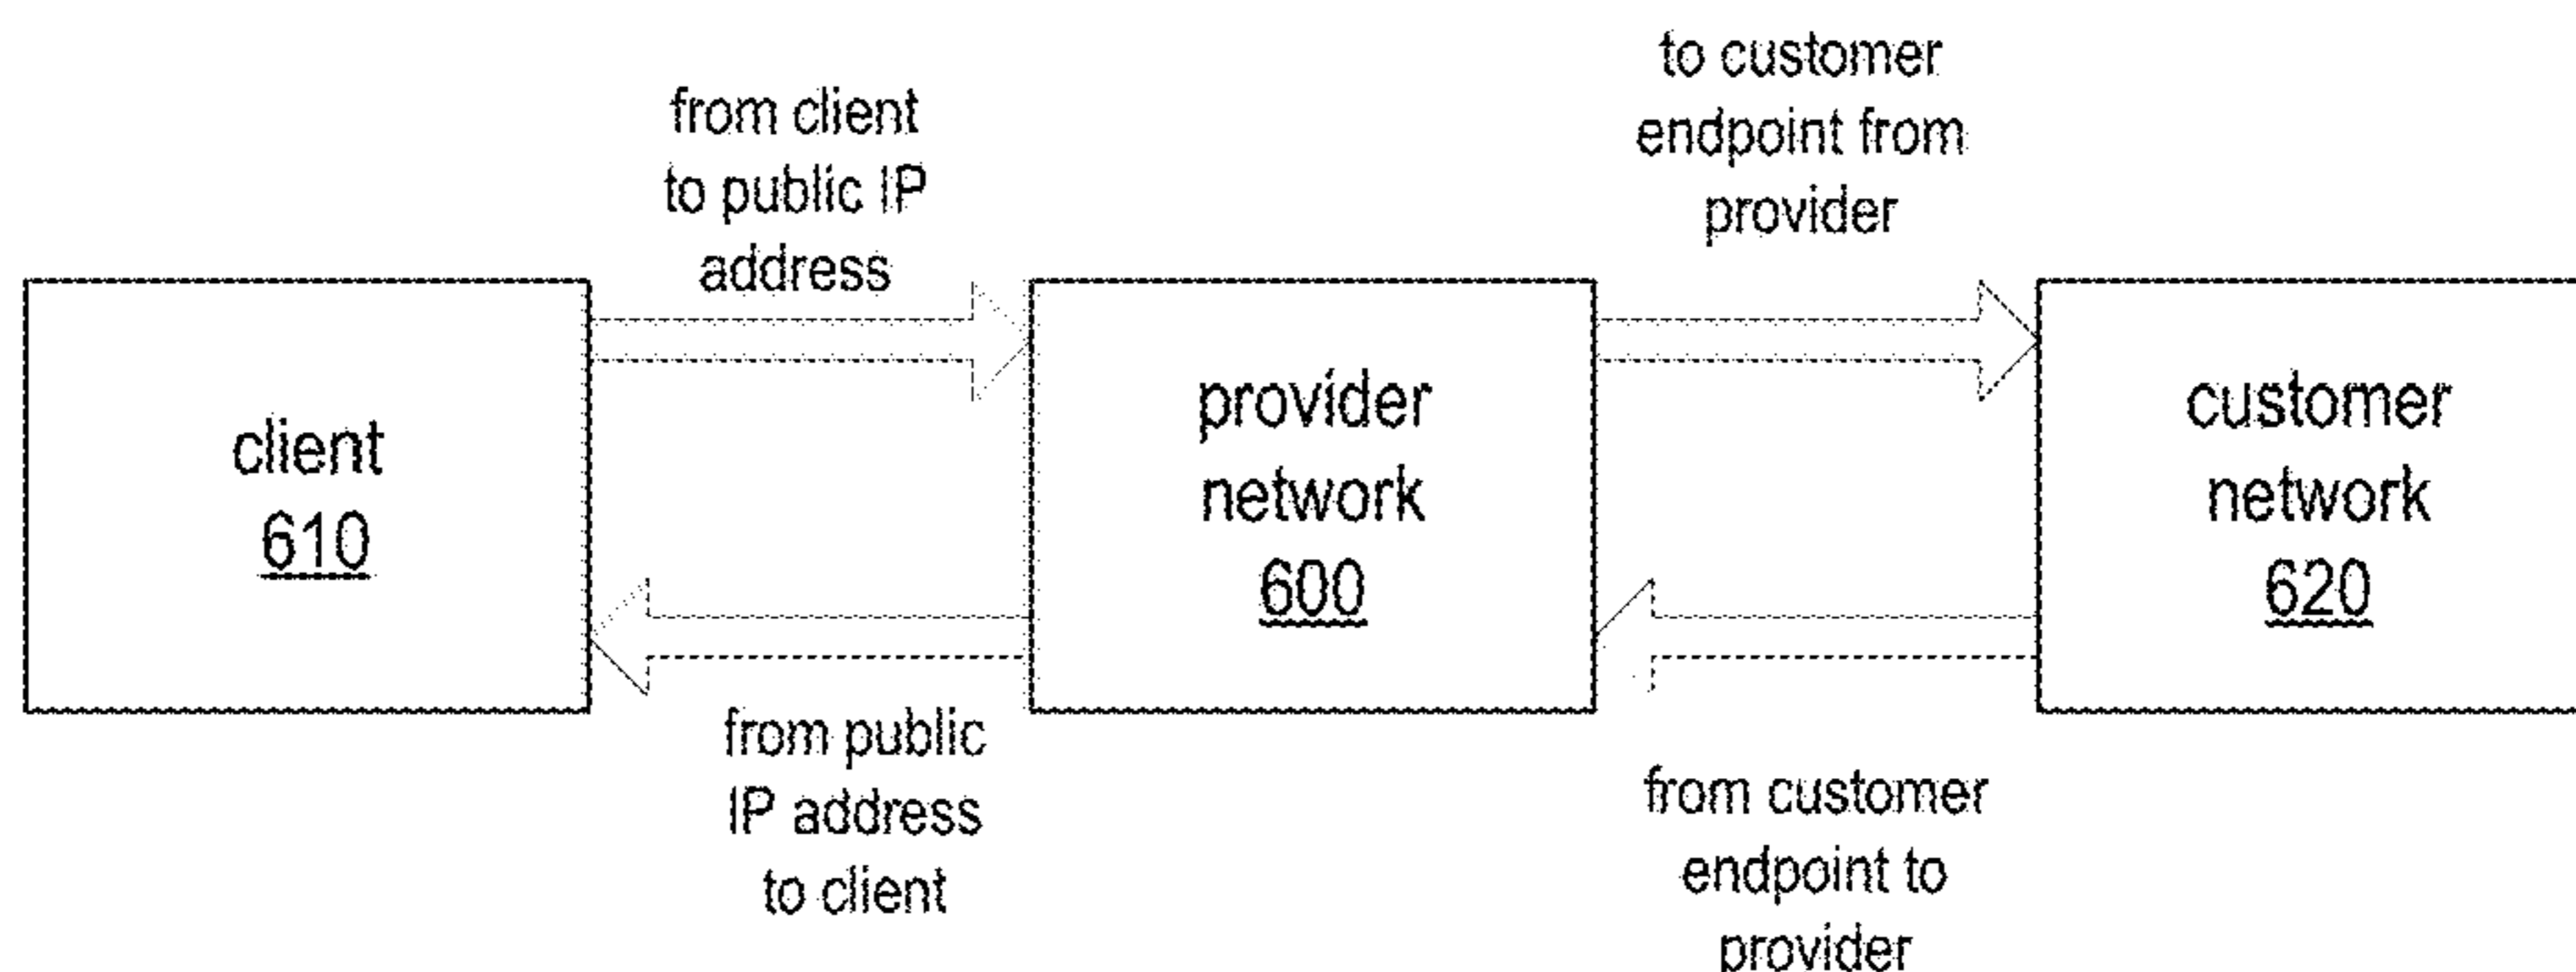 to customer
endpoint from
provider
from client
to public IP
address
client
610
provider
network
600
customer
network
620
from public
IP address
to client
from customer
endpoint to
provider